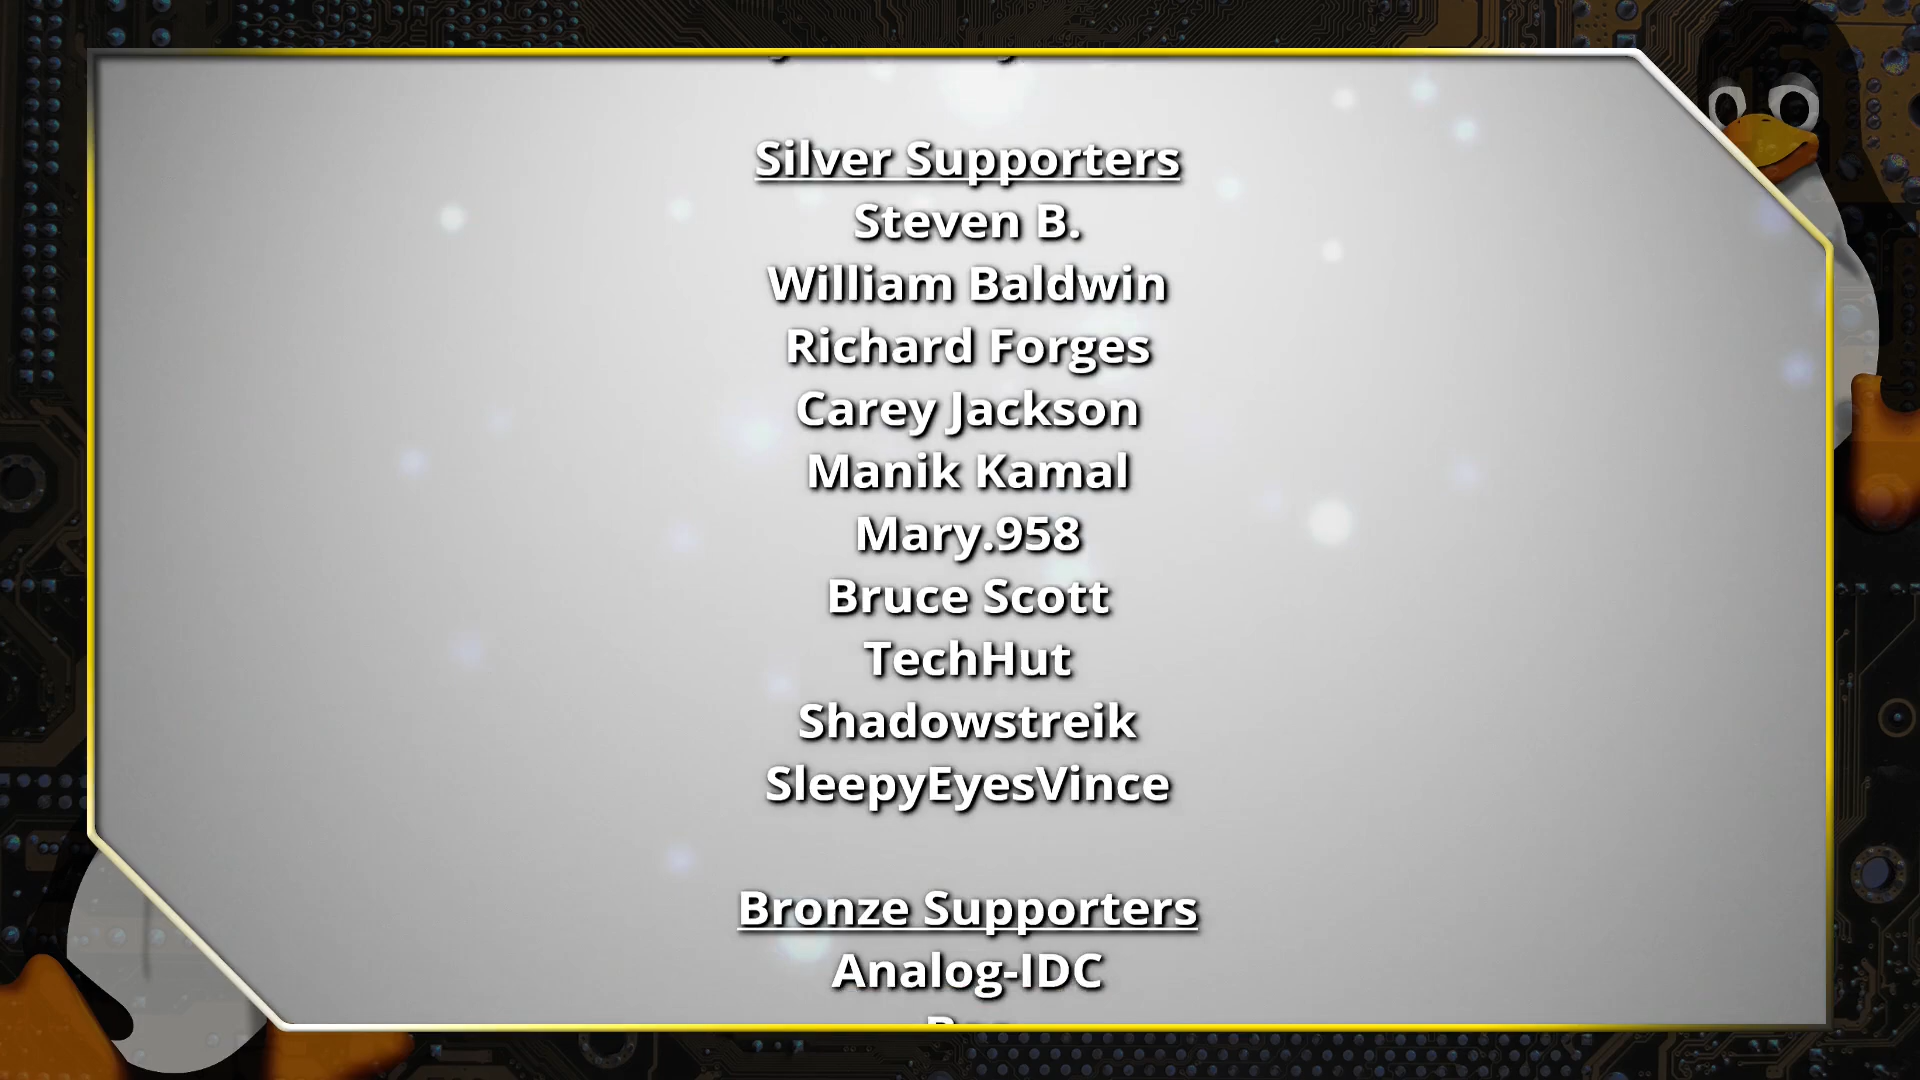 Silver Supporters
Steven B.
William Baldwin
Richard Forges
Carey Jackson
Manik Kamal
Mary.958
Bruce Scott
TechHut
Shadowstreik
SleepyEyesVince
Bronze Supporters
Analog-IDC